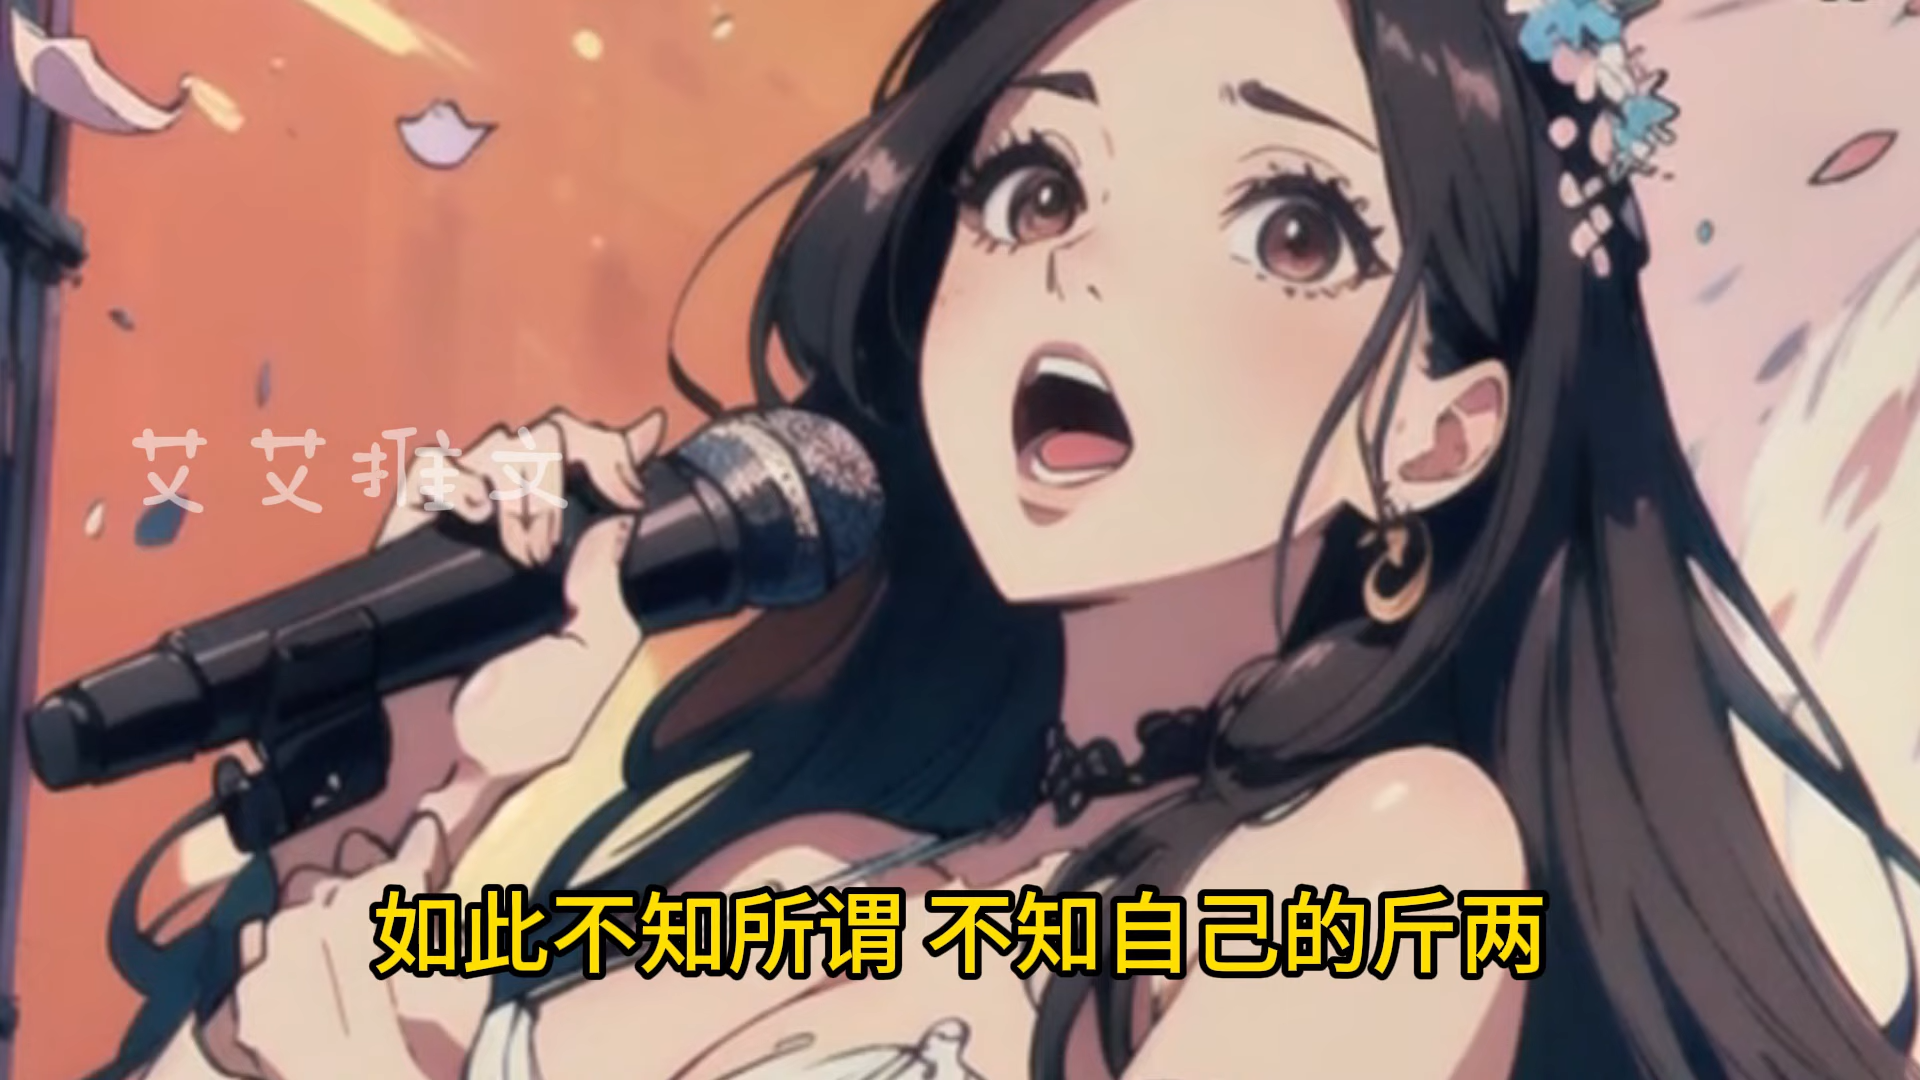 艾艾推文
如此不知所谓 不知自己的斤两